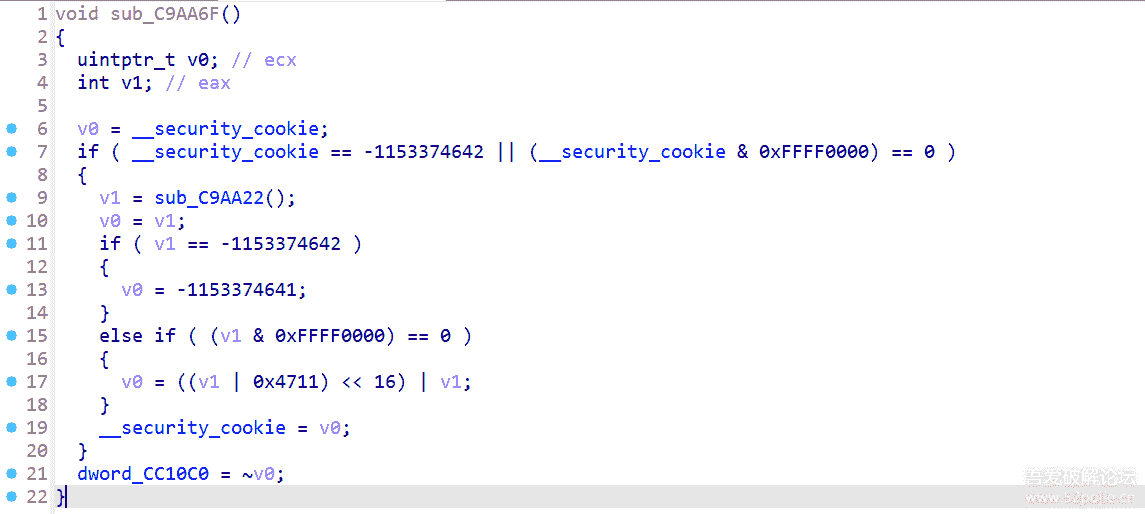 1 void sub_C9AA6F()
2 {
3 uintptr_t v0; // ecx
4 int v1; // eax
5
6 v0 = __security_cookie;
7 if ( __security_cookie == -1153374642 || (__security_cookie & 0xFFFF0000) == 0 )
8 {
9 v1 = sub_C9AA22();
10 v0 = v1;
11 if ( v1 == -1153374642 )
12 {
13 v0 = -1153374641;
14 }
15 else if ( (v1 & 0xFFFF0000) == 0 )
16 {
17 v0 = ((v1 | 0x4711) << 16) | v1;
18 }
19 __security_cookie = v0;
20 }
21 dword_CC10C0 = ~v0;
22 }
吾爱破解论坛
www.52pojie.cn